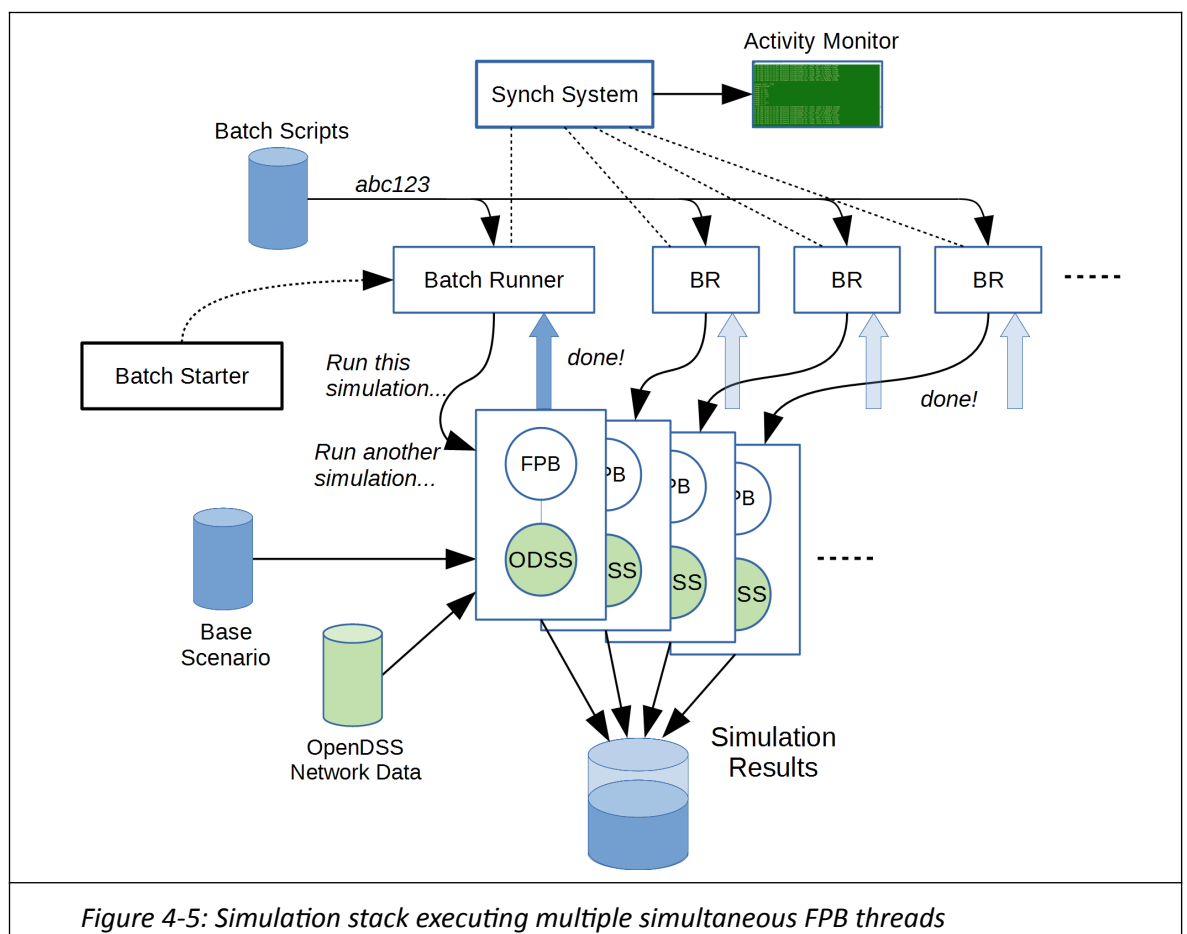 Activity Monitor
Synch System
Batch Scripts
abc123
Batch Runner
BR
BR
BR
Batch Starter
Run this
simulation...
done!
done!
Run another
simulation...
FPB
PB
PB
PB
ODSS
SS
SS
SS
Base
Scenario
OpenDSS
Network Data
Simulation
Results
Figure 4-5: Simulation stack executing multiple simultaneous FPB threads